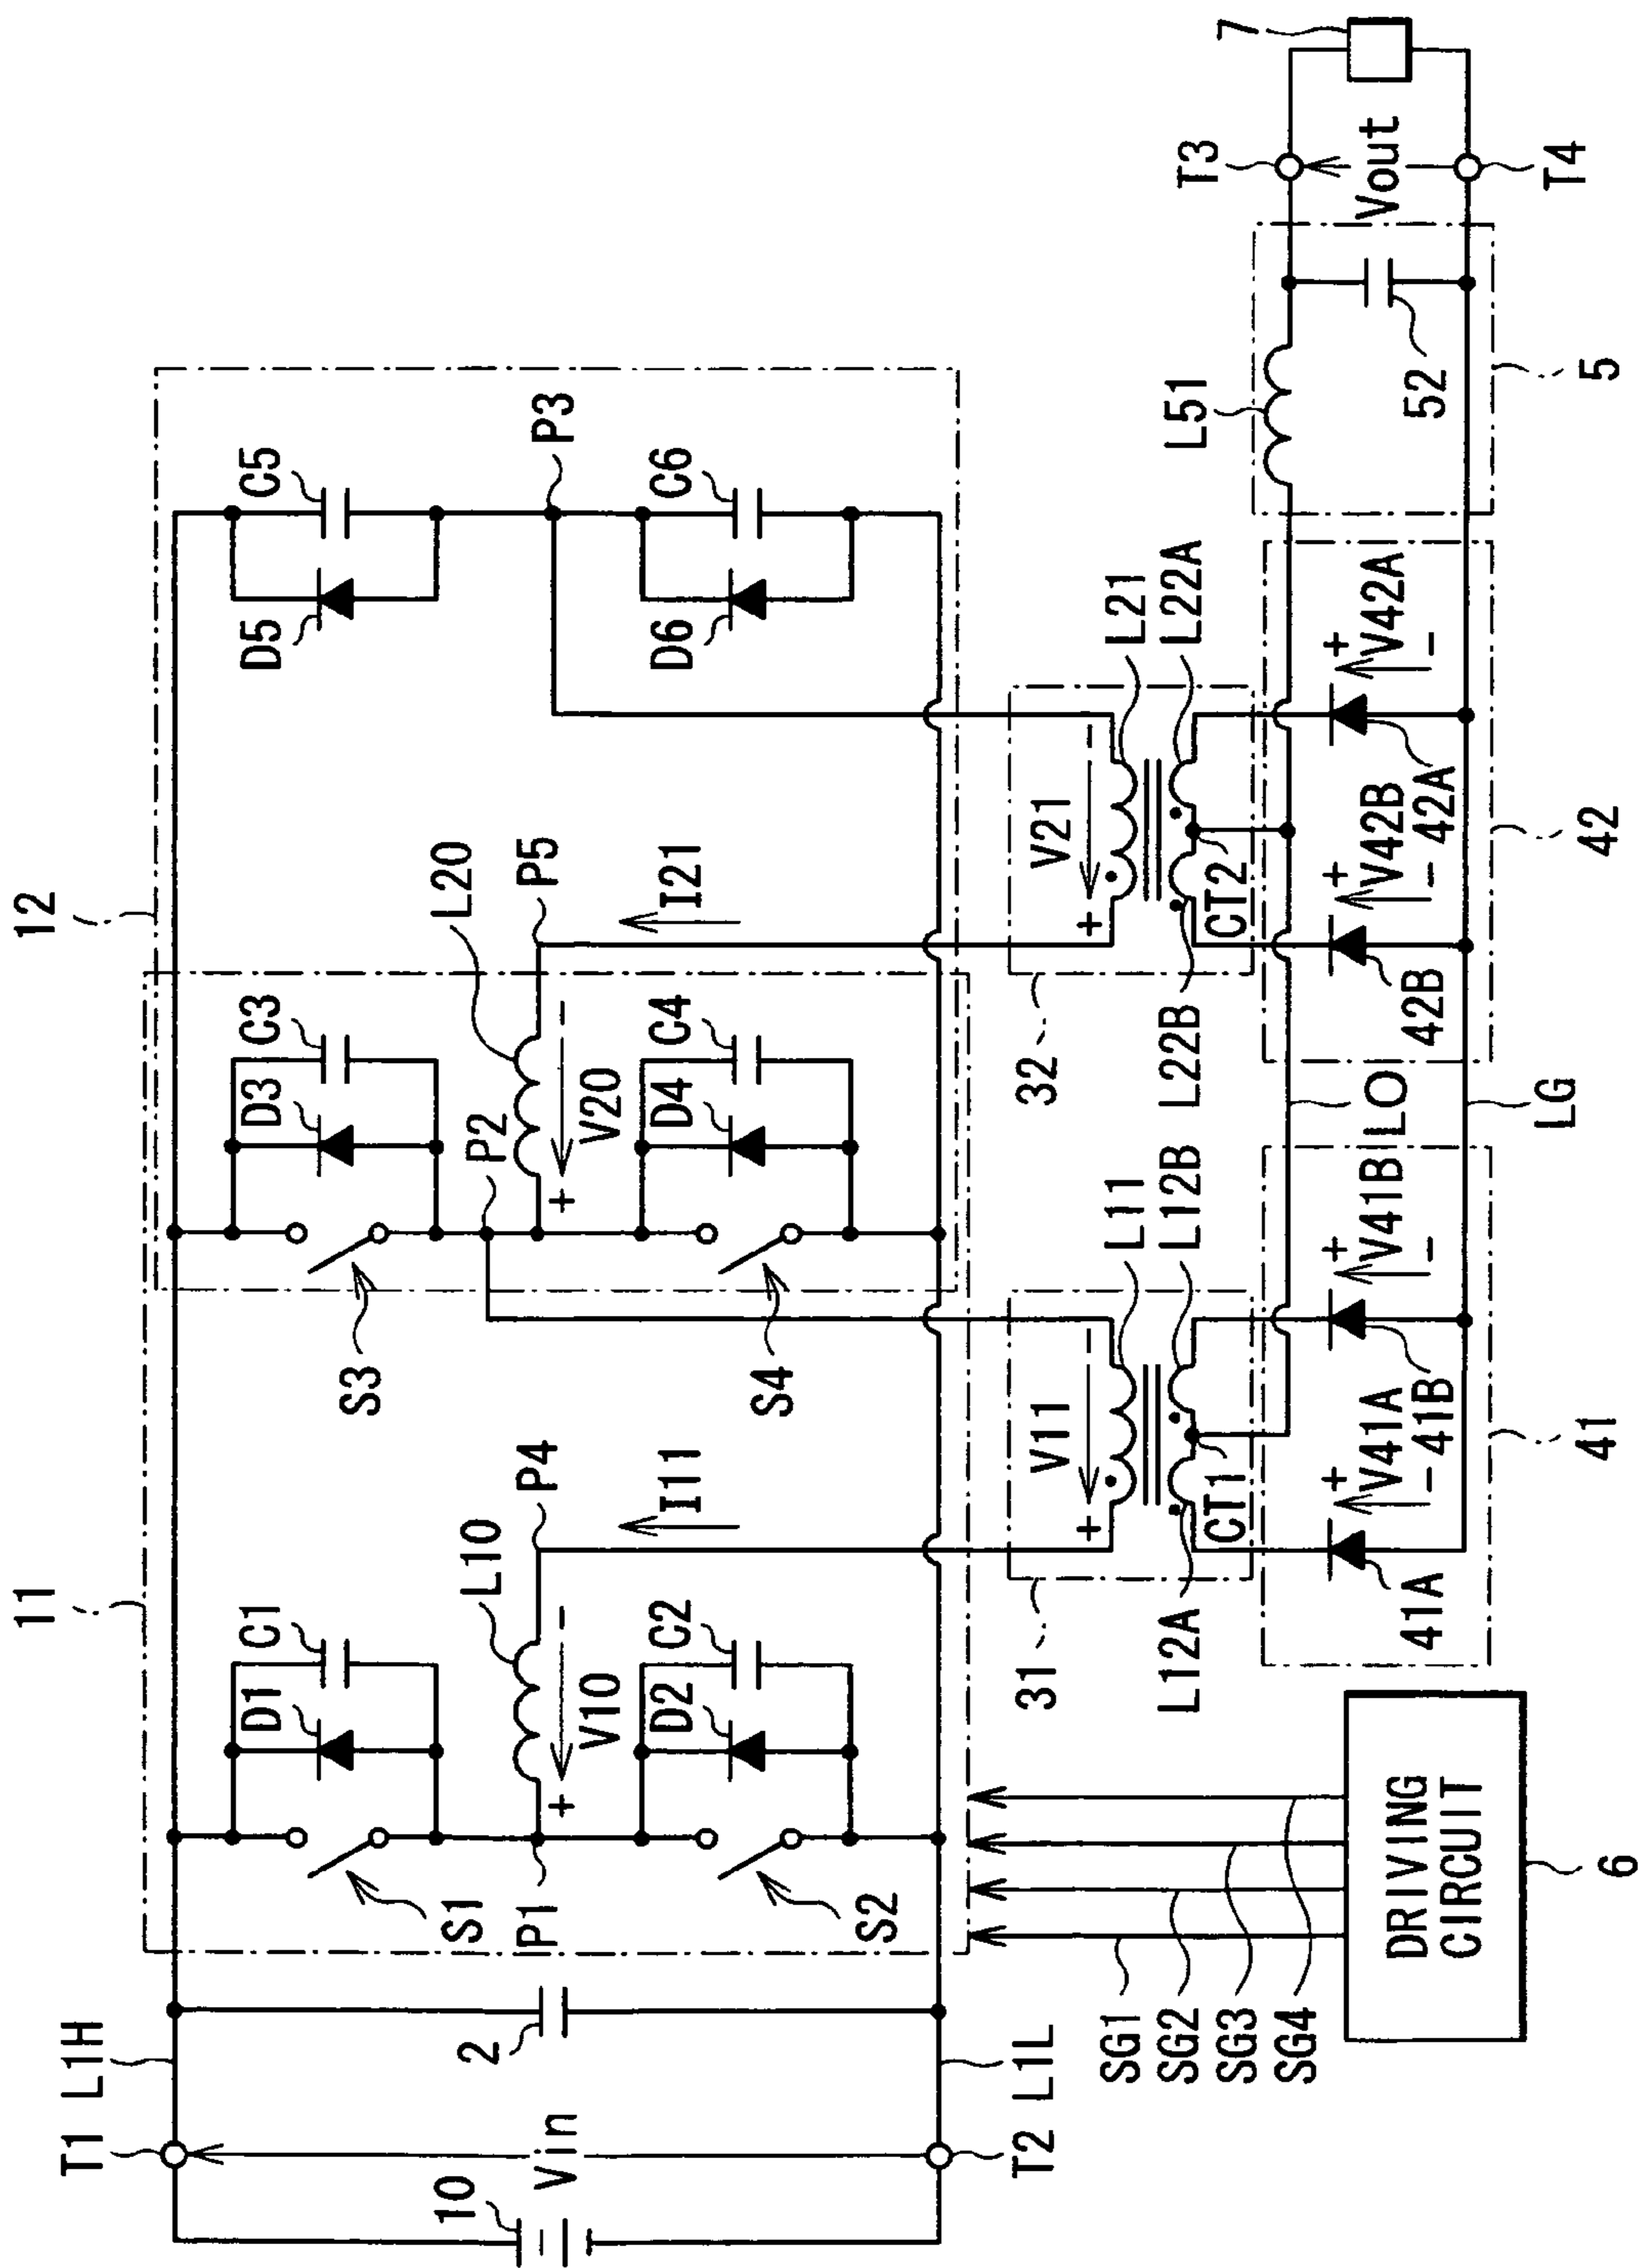 11
12
T1
L1H
10
Vin
2
T2
L1L
S1
D1
C1
P1
L10
V10
+
-
S2
D2
C2
P4
I11
S3
D3
C3
P2
L20
V20
+
-
S4
D4
C4
P5
I21
D5
C5
P3
D6
C6
SG1
SG2
SG3
SG4
DRIVING
CIRCUIT
6
31
V11
+
-
L11
L12A
L12B
CT1
32
V21
+
-
L21
L22B
L22A
CT2
41A
V41A
+
-
41B
V41B
+
-
41
LO
LG
42B
V42B
+
-
42A
V42A
+
-
42
L51
52
5
T3
Vout
T4
7